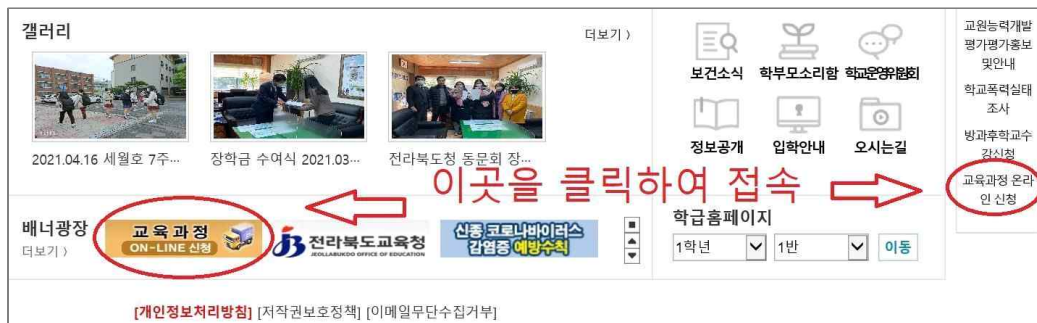 갤러리
더보기 >
2021.04.16 세월호 7주...
장학금 수여식 2021.03...
전라북도청 동문회 장...
보건소식 학부모소리함 학교운영위원회
정보공개 입학안내 오시는길
교원능력개발
평가평가홍보
및안내
학교폭력실태
조사
방과후학교수
강신청
교육과정 온라
인 신청
이곳을 클릭하여 접속
배너광장
더보기 >
교육과정
ON-LINE 신청
전라북도교육청
JEOLLABUKDO OFFICE OF EDUCATION
신종 코로나바이러스
감염증 예방수칙
학급홈페이지
1학년 1반 이동
[개인정보처리방침] [저작권보호정책] [이메일무단수집거부]